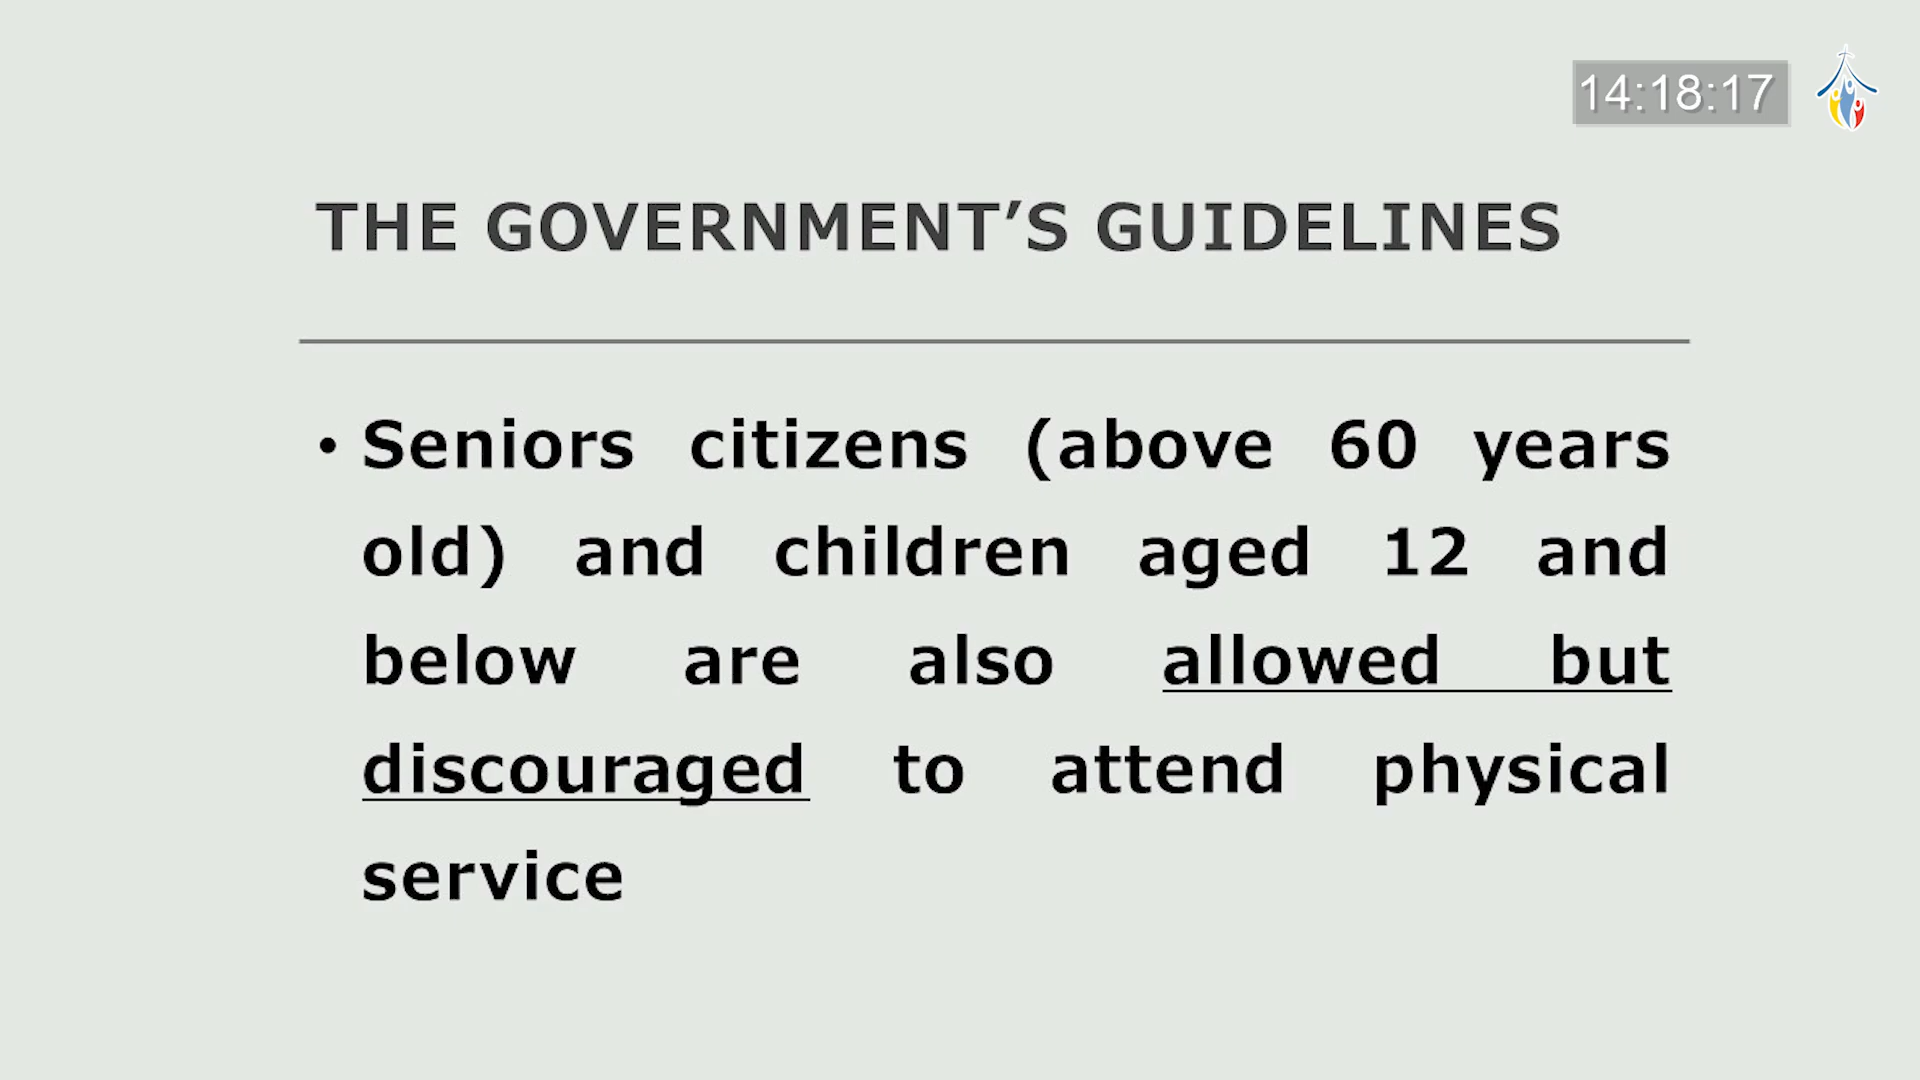 14:18:17
THE GOVERNMENT’S GUIDELINES
• Seniors citizens (above 60 years
old) and children aged 12 and
below are also allowed but
discouraged to attend physical
service